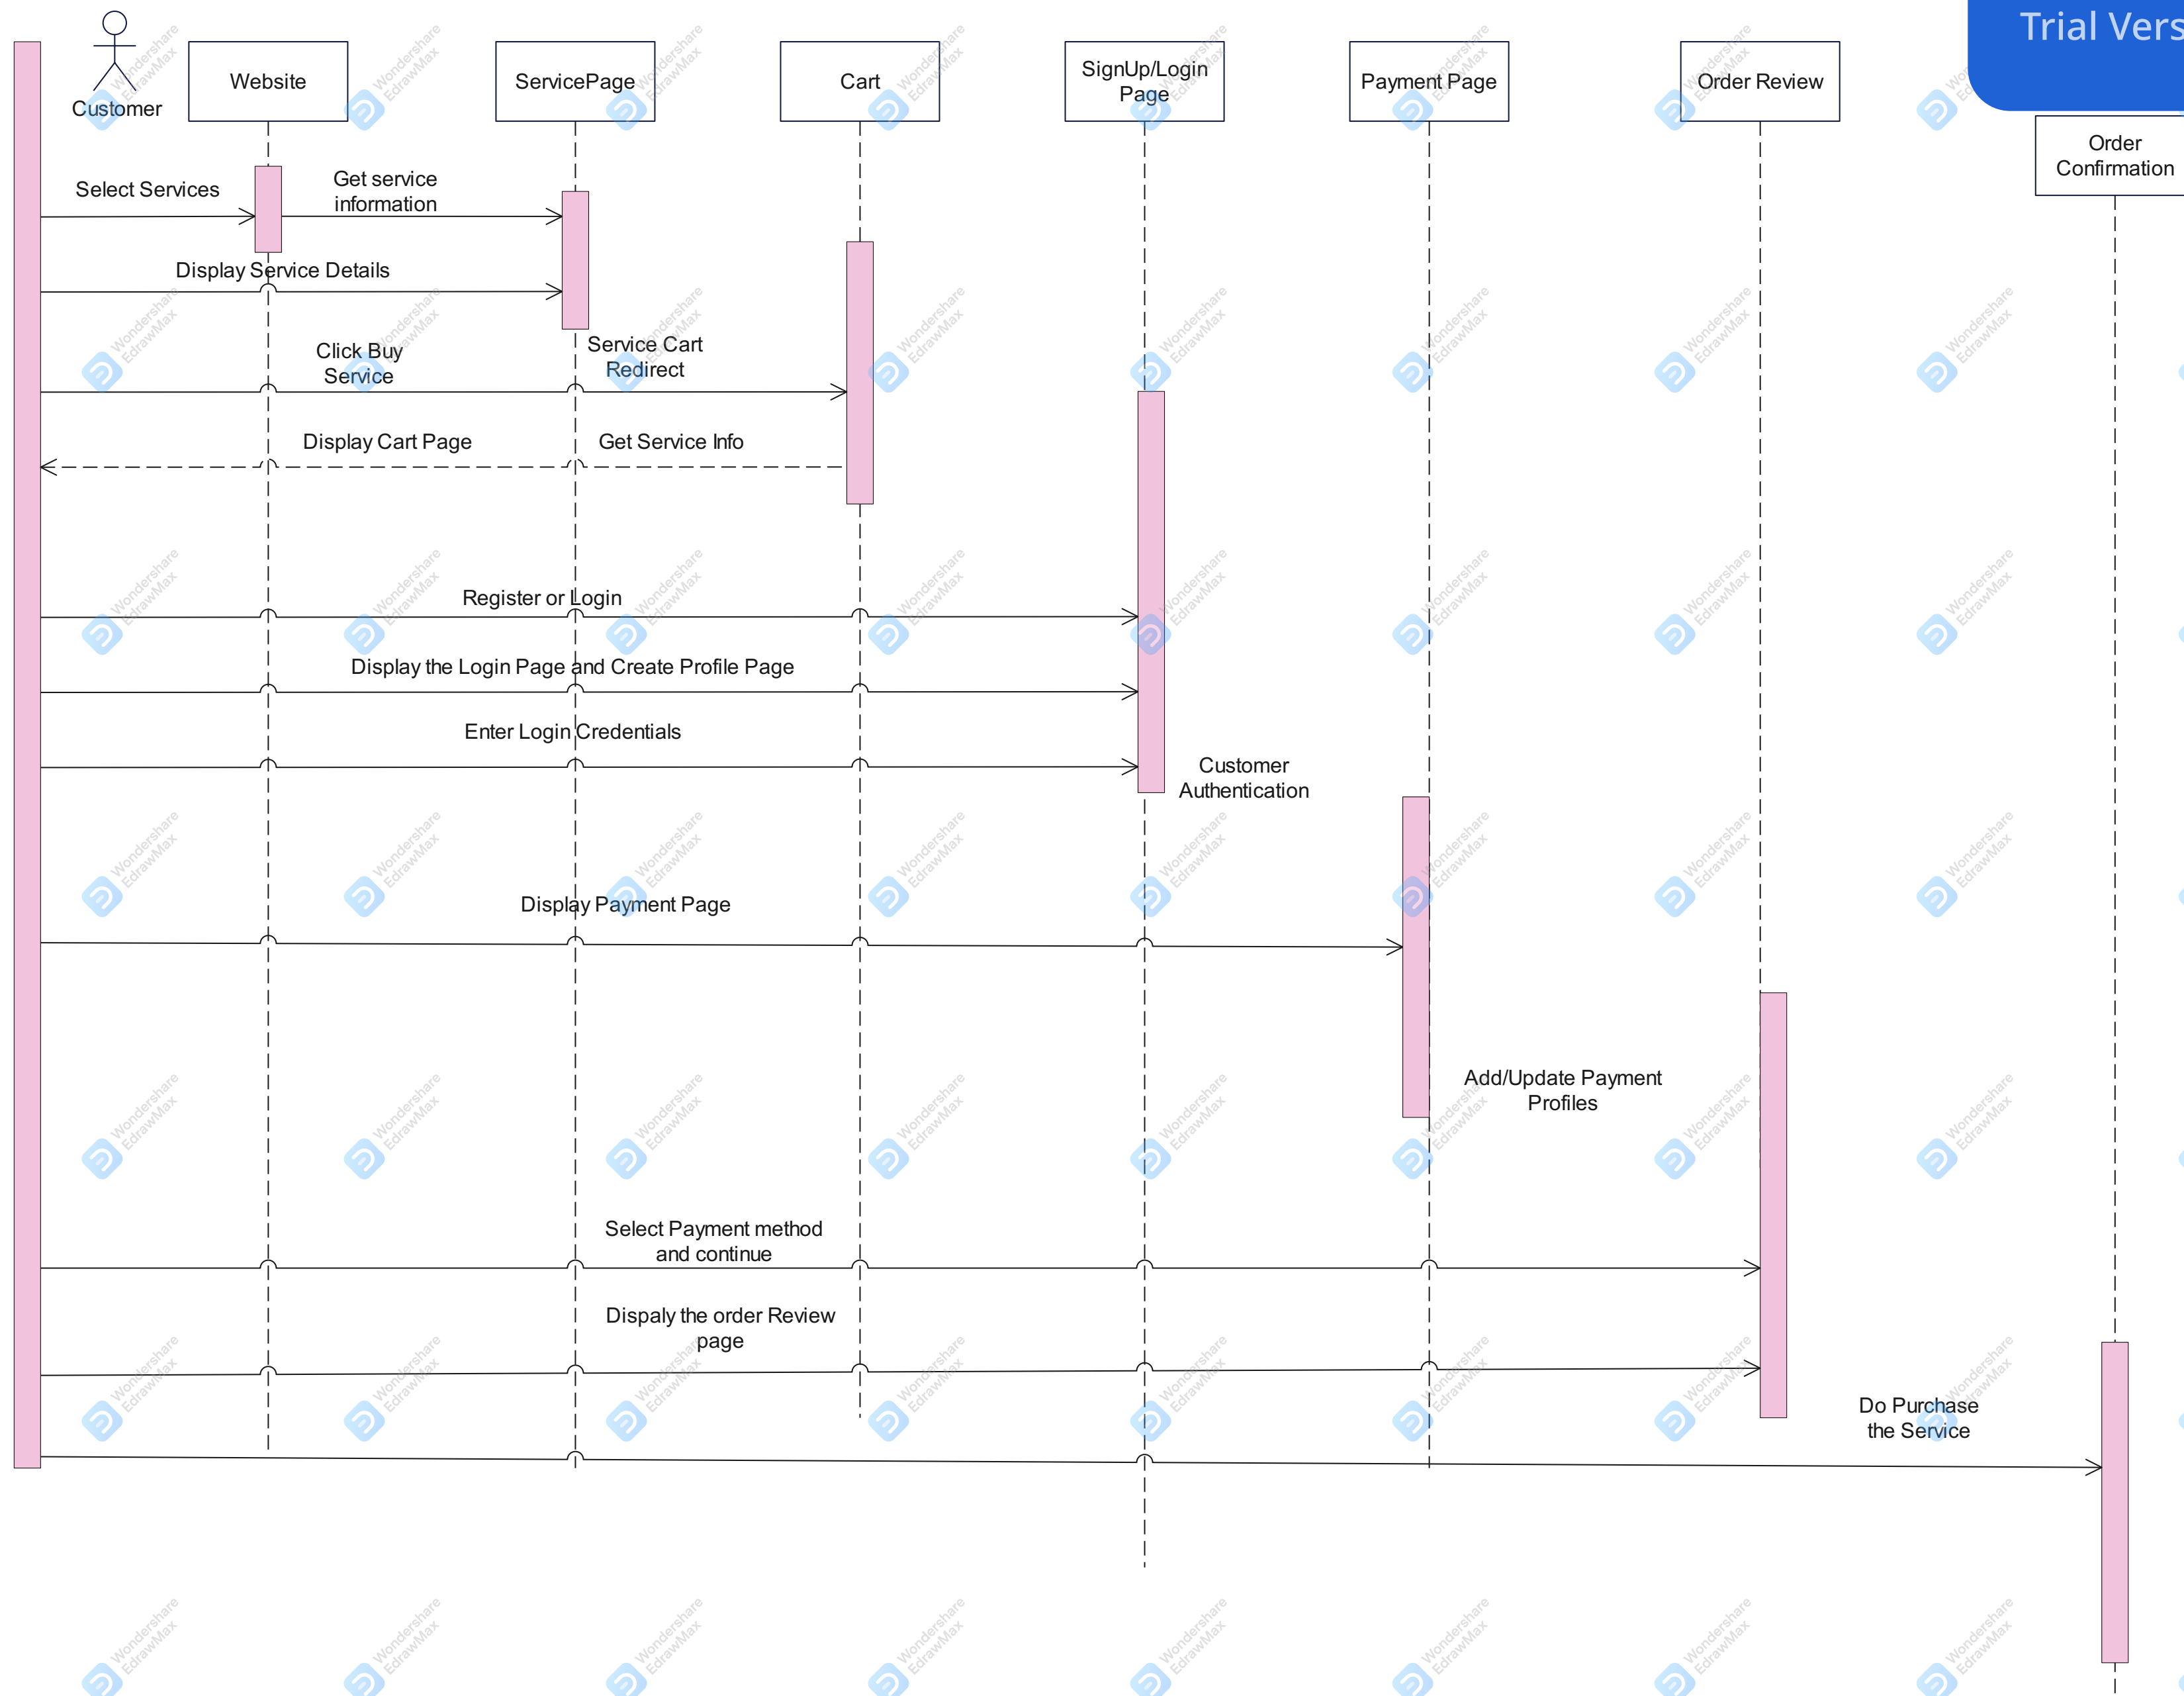 Trial Vers
Customer
Website
ServicePage
Cart
SignUp/Login
Page
Payment Page
Order Review
Order
Confirmation
Select Services
Get service
information
Display Service Details
Click Buy
Service
Service Cart
Redirect
Display Cart Page
Get Service Info
Register or Login
Display the Login Page and Create Profile Page
Enter Login Credentials
Customer
Authentication
Display Payment Page
Add/Update Payment
Profiles
Select Payment method
and continue
Dispaly the order Review
page
Do Purchase
the Service
Wondershare
EdrawMax